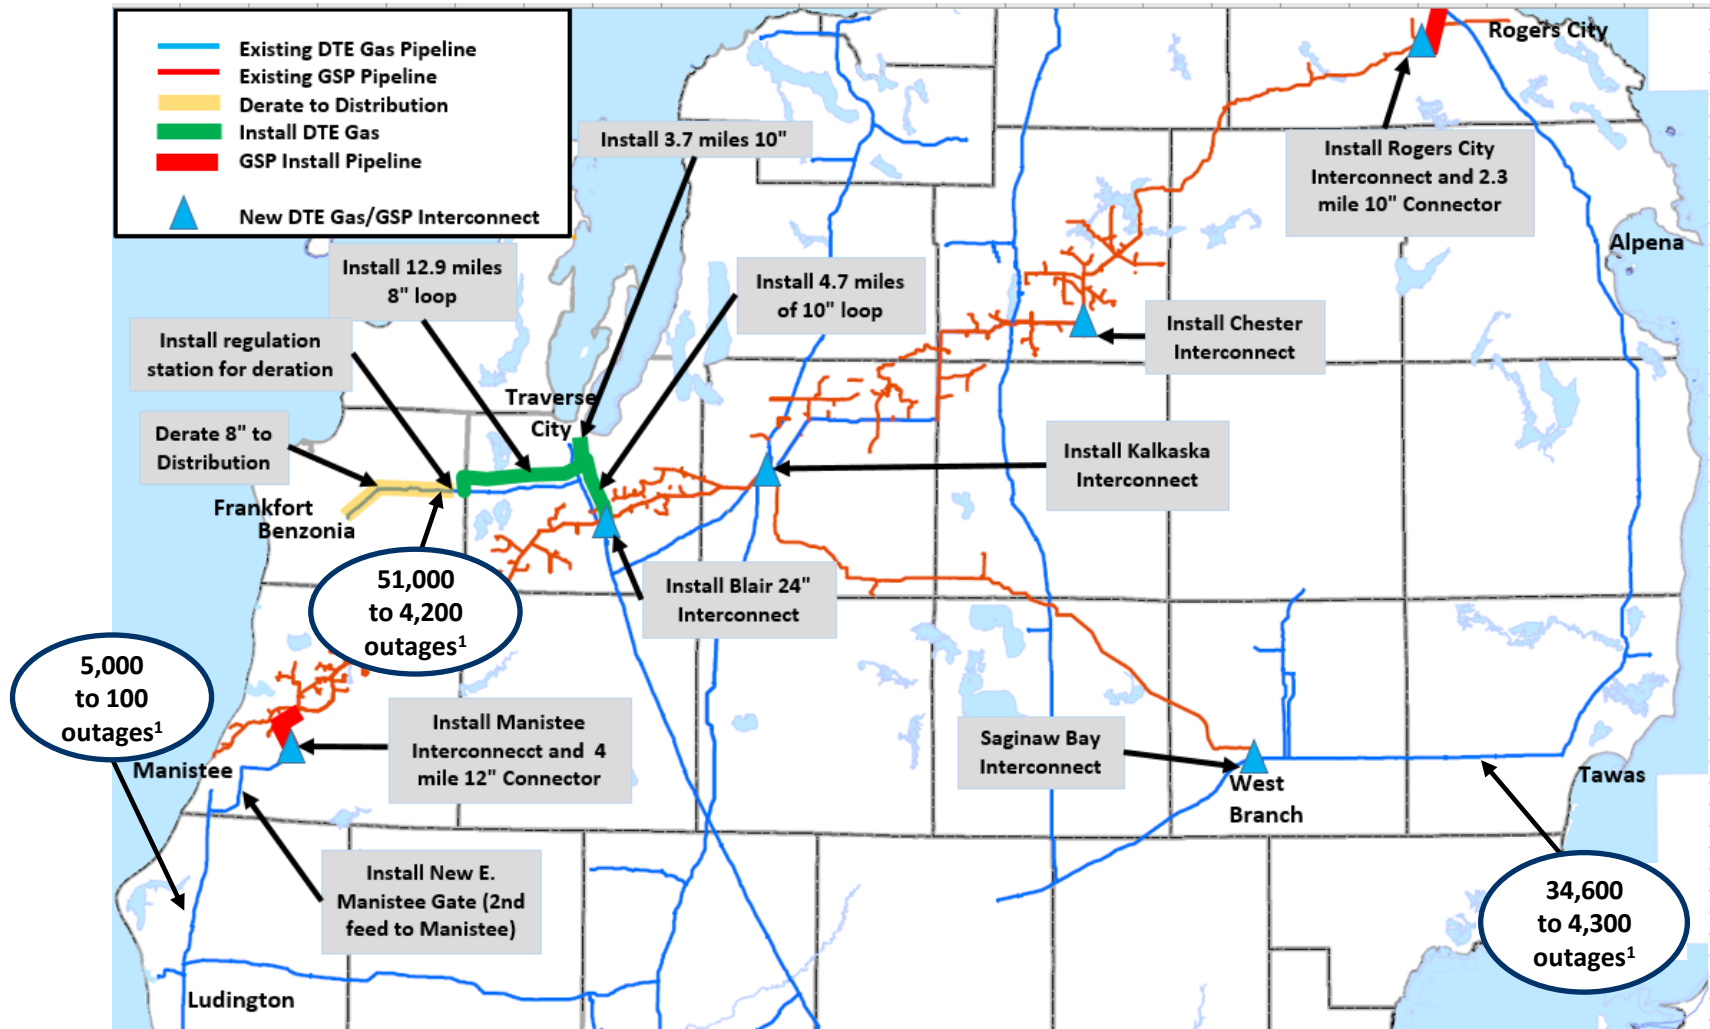 Existing DTE Gas Pipeline
Existing GSP Pipeline
Derate to Distribution
Install DTE Gas
GSP Install Pipeline
New DTE Gas/GSP Interconnect
Rogers City
Install 3.7 miles 10"
Install Rogers City
Interconnect and 2.3
mile 10" Connector
Alpena
Install 12.9 miles
8" loop
Install 4.7 miles
of 10" loop
Install regulation
station for deration
Install Chester
Interconnect
Traverse
City
Derate 8" to
Distribution
Install Kalkaska
Interconnect
Frankfort
Benzonia
51,000
to 4,200
outages¹
Install Blair 24"
Interconnect
5,000
to 100
outages¹
Install Manistee
Interconnecct and 4
mile 12" Connector
Saginaw Bay
Interconnect
Manistee
West
Branch
Tawas
Install New E.
Manistee Gate (2nd
feed to Manistee)
34,600
to 4,300
outages¹
Ludington